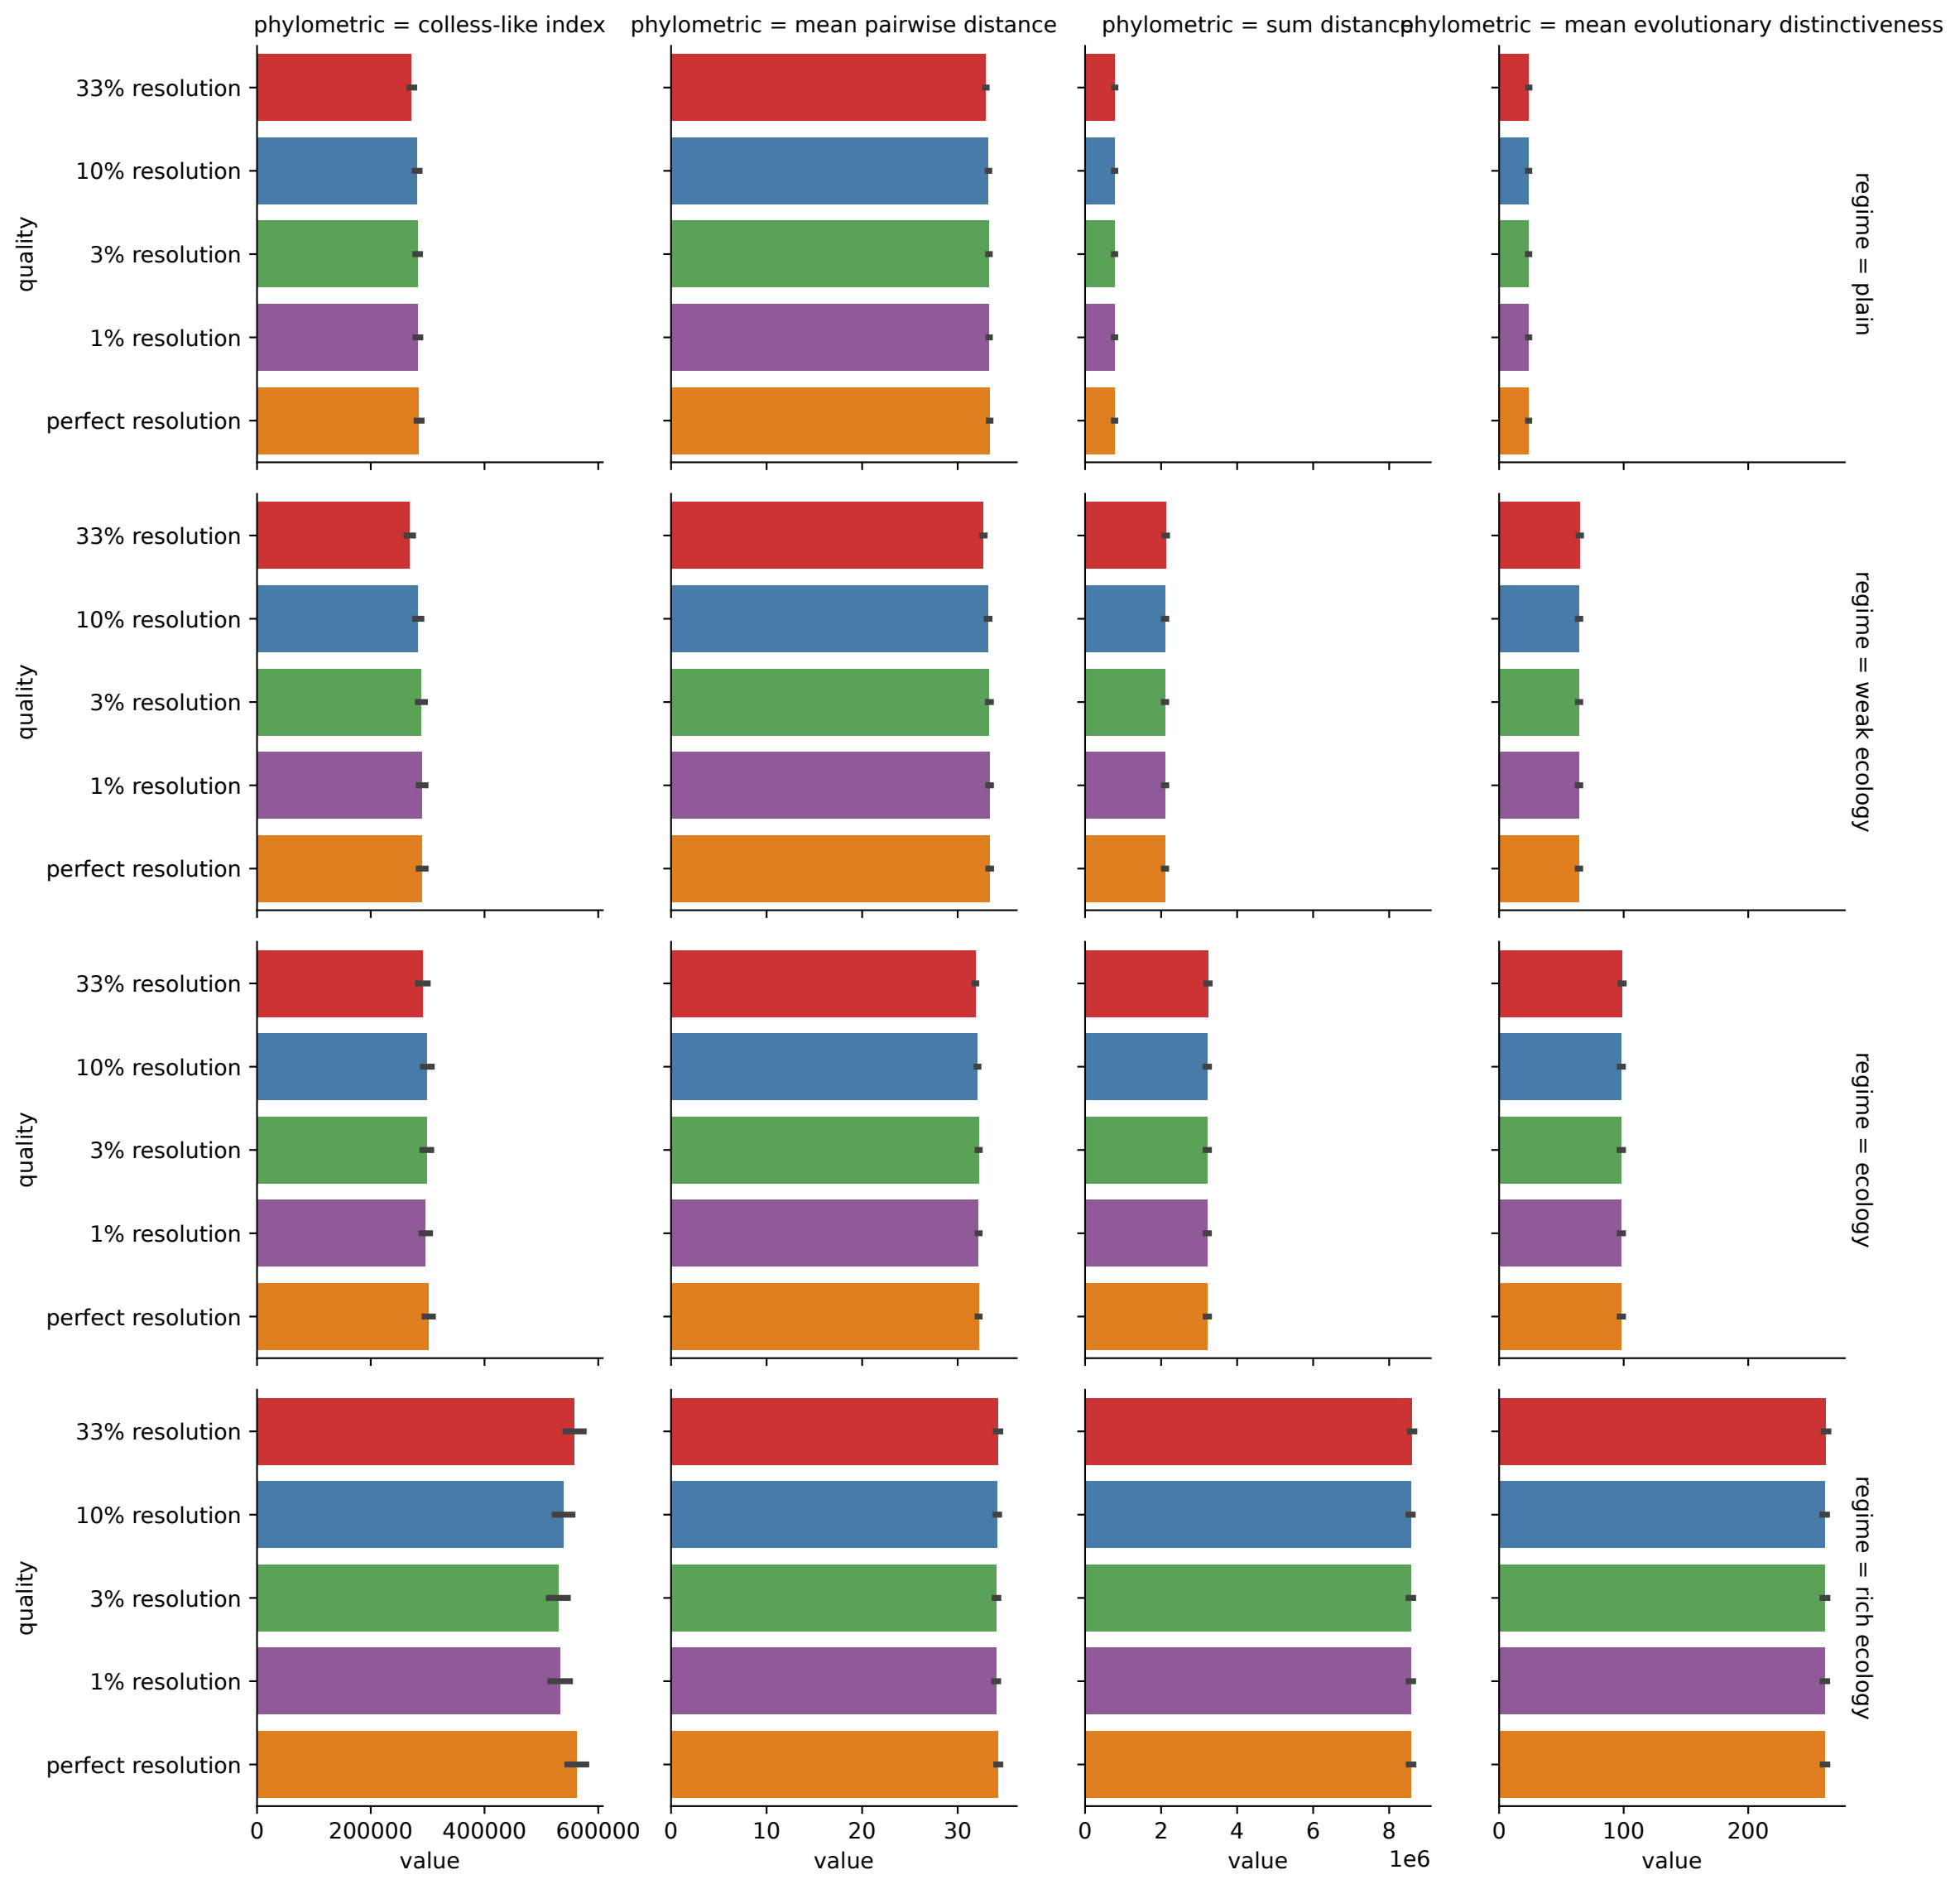 phylometric = colless-like index
phylometric = mean pairwise distance
phylometric = sum distance
phylometric = mean evolutionary distinctiveness
quality
33% resolution
10% resolution
3% resolution
1% resolution
perfect resolution
regime = plain
quality
33% resolution
10% resolution
3% resolution
1% resolution
perfect resolution
regime = weak ecology
quality
33% resolution
10% resolution
3% resolution
1% resolution
perfect resolution
regime = ecology
quality
33% resolution
10% resolution
3% resolution
1% resolution
perfect resolution
regime = rich ecology
0 200000 400000 600000
value
0 10 20 30
value
0 2 4 6 8
1e6
value
0 100 200
value